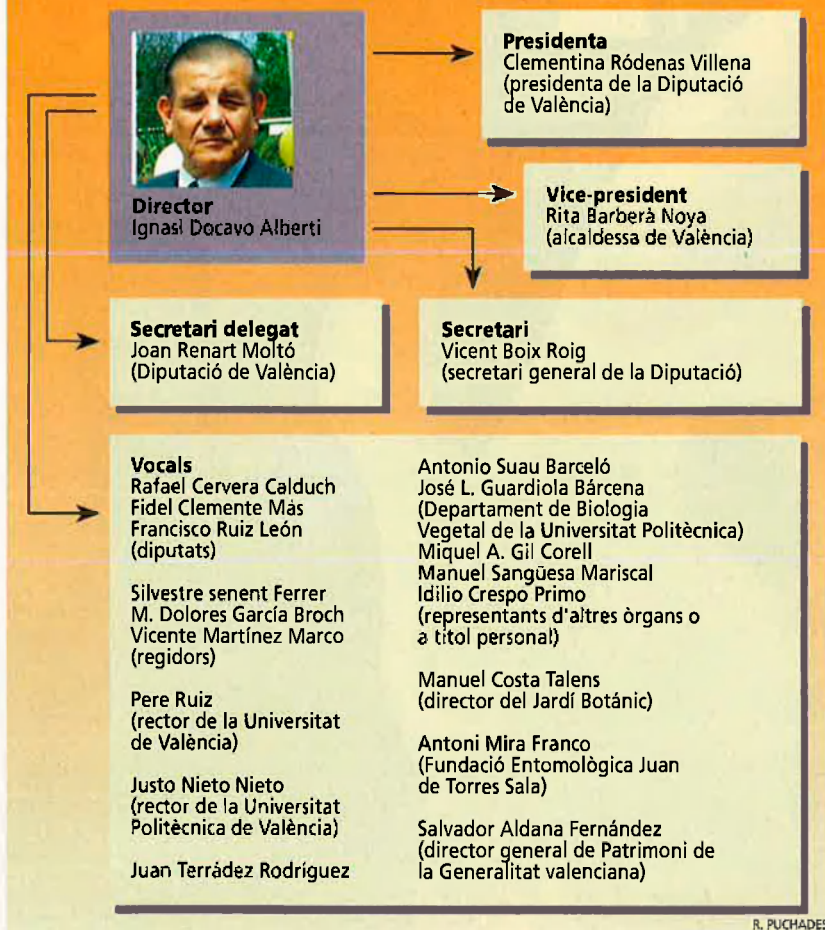 Presidenta
Clementina Ródenas Villena
(presidenta de la Diputació
de València)
Director
Ignasi Docavo Alberti
Vice-president
Rita Barberà Noya
(alcaldessa de València)
Secretari delegat
Joan Renart Moltó
(Diputació de València)
Secretari
Vicent Boix Roig
(secretari general de la Diputació)
Vocals
Rafael Cervera Calduch
Fidel Clemente Más
Francisco Ruiz León
(diputats)
Silvestre senent Ferrer
M. Dolores García Broch
Vicente Martínez Marco
(regidors)
Pere Ruiz
(rector de la Universitat
de València)
Justo Nieto Nieto
(rector de la Universitat
Politècnica de València)
Juan Terrádez Rodríguez
Antonio Suau Barceló
José L. Guardiola Bárcena
(Departament de Biologia
Vegetal de la Universitat Politècnica)
Miquel A. Gil Corell
Manuel Sangüesa Mariscal
Idilio Crespo Primo
(representants d'altres òrgans o
a títol personal)
Manuel Costa Talens
(director del Jardí Botánic)
Antoni Mira Franco
(Fundació Entomològica Juan
de Torres Sala)
Salvador Aldana Fernández
(director general de Patrimoni de
la Generalitat valenciana)
R. PUCHADES